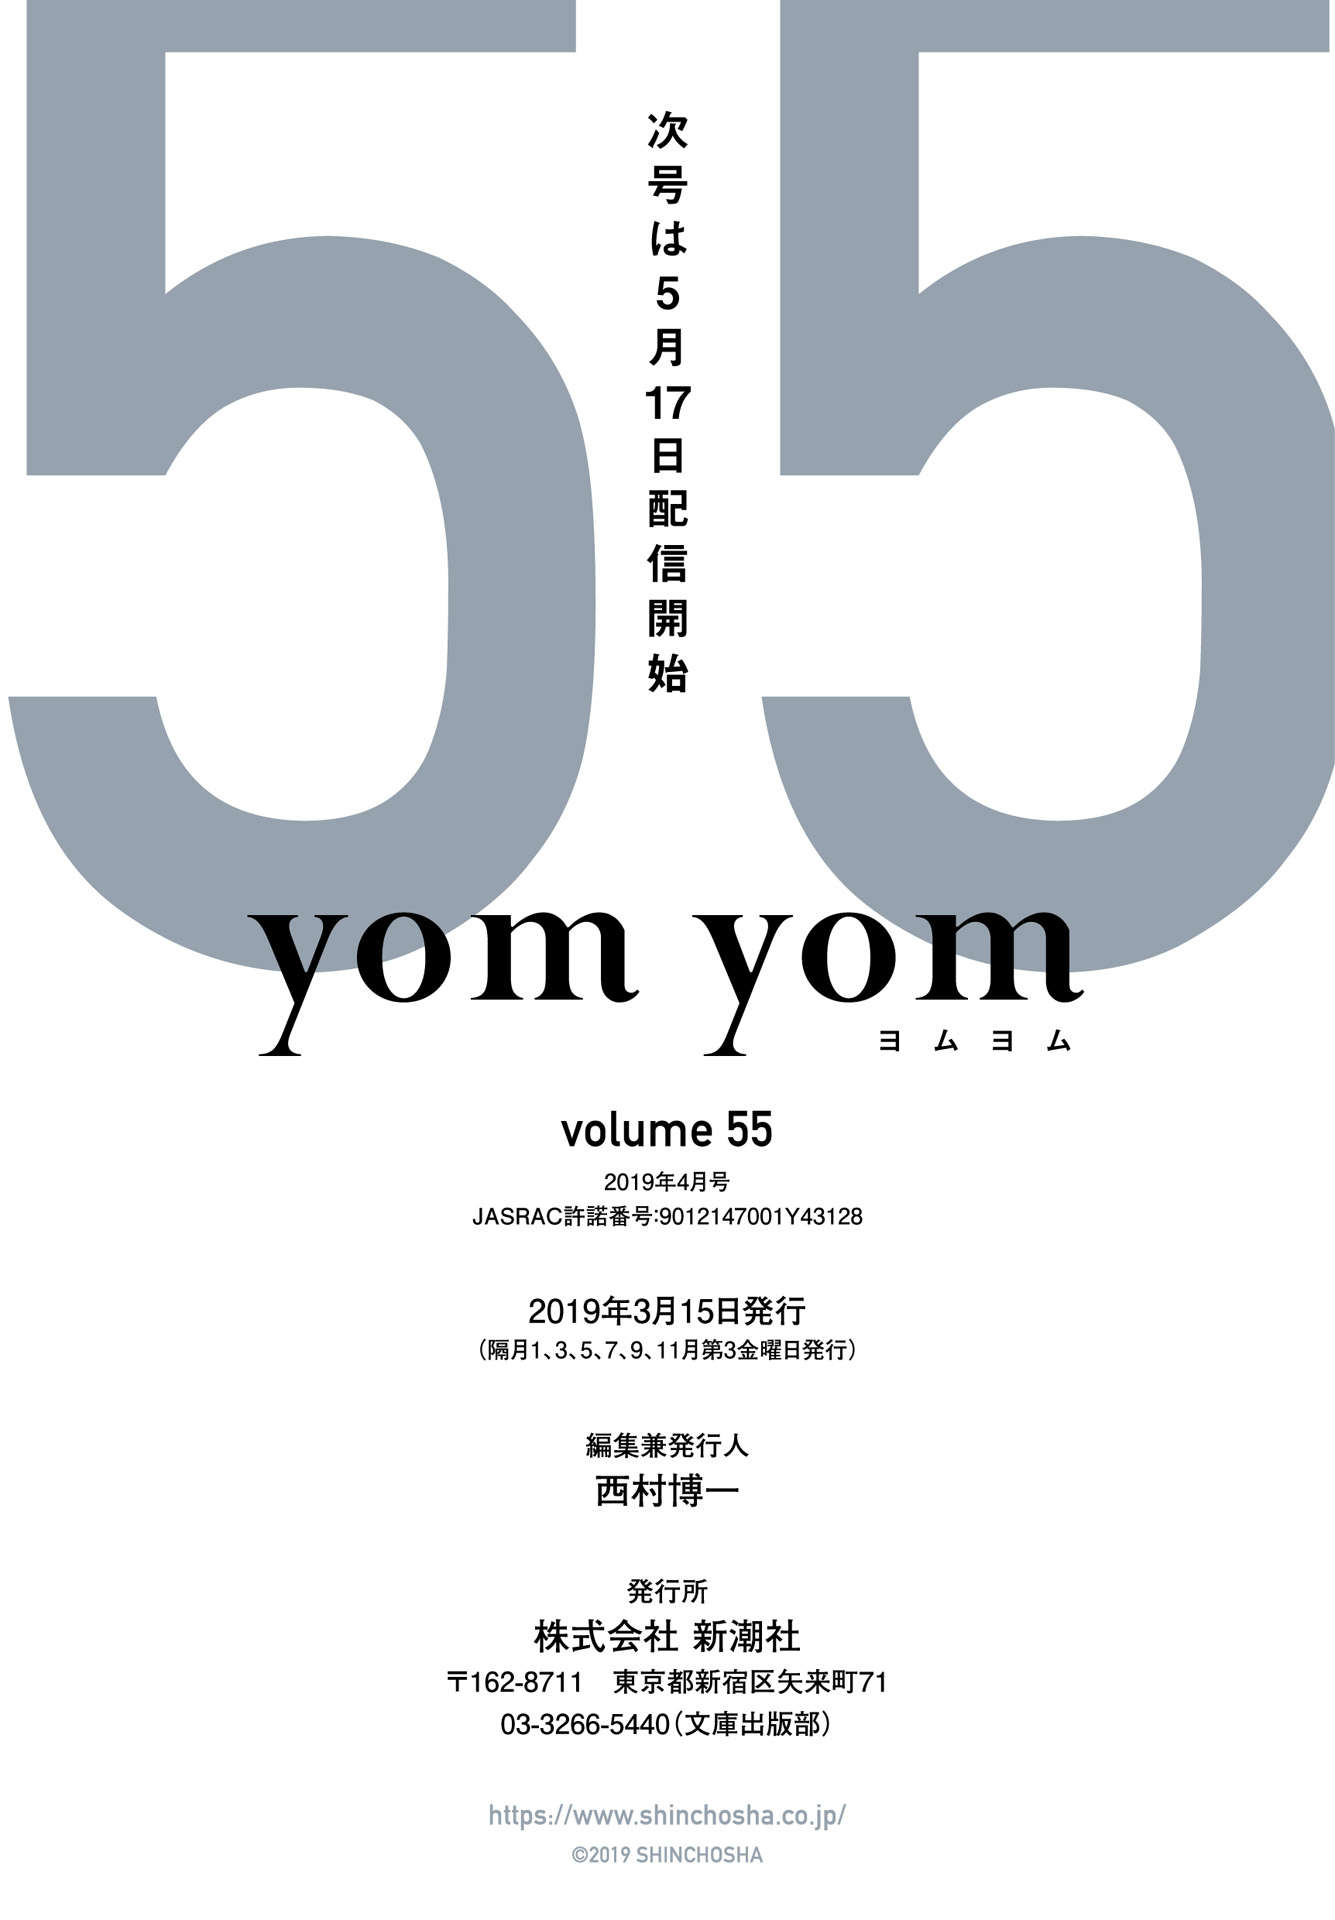 55
次号は5月17日配信開始
yom yom
ヨムヨム
volume 55
2019年4月号
JASRAC許諾番号:9012147001Y43128
2019年3月15日発行
（隔月1、3、5、7、9、11月第3金曜日発行）
編集兼発行人
西村博一
発行所
株式会社 新潮社
〒162-8711　東京都新宿区矢来町71
03-3266-5440（文庫出版部）
https://www.shinchosha.co.jp/
©2019 SHINCHOSHA